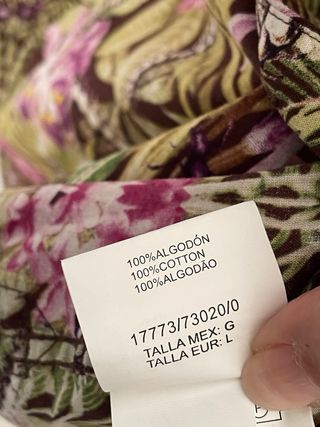 100%ALGODÓN
100%COTTON
100%ALGODÃO
17773/73020/0
TALLA MEX: G
TALLA EUR: L